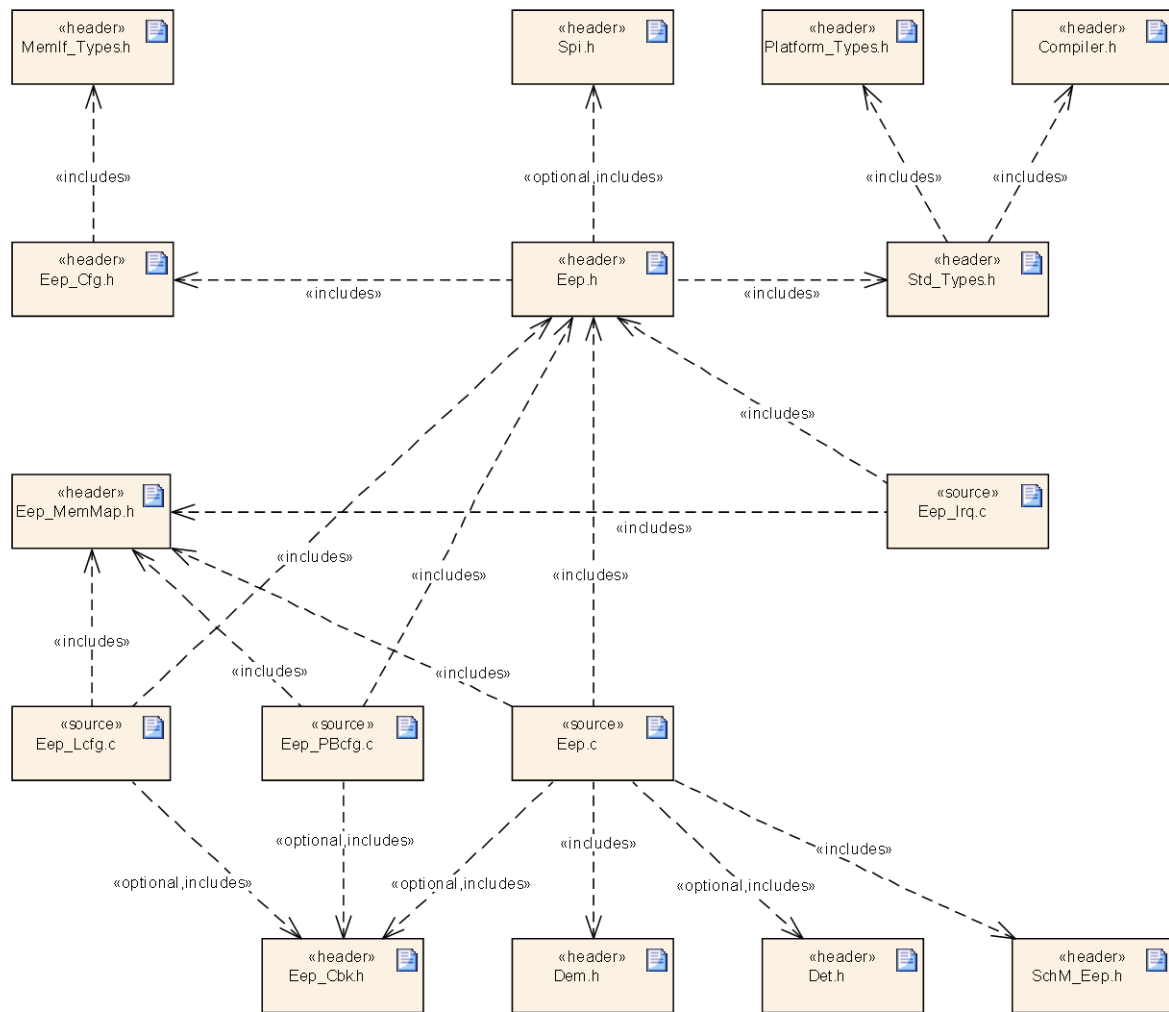 «header»
MemIf_Types.h
«header»
Spi.h
«header»
Platform_Types.h
«header»
Compiler.h
«includes»
«optional,includes»
«includes»
«includes»
«header»
Eep_Cfg.h
«header»
Eep.h
«header»
Std_Types.h
«includes»
«includes»
«includes»
«header»
Eep_MemMap.h
«source»
Eep_Irq.c
«includes»
«includes»
«includes»
«includes»
«includes»
«includes»
«includes»
«source»
Eep_Lcfg.c
«source»
Eep_PBcfg.c
«source»
Eep.c
«optional,includes»
«includes»
«includes»
«optional,includes»
«optional,includes»
«optional,includes»
«header»
Eep_Cbk.h
«header»
Dem.h
«header»
Det.h
«header»
SchM_Eep.h